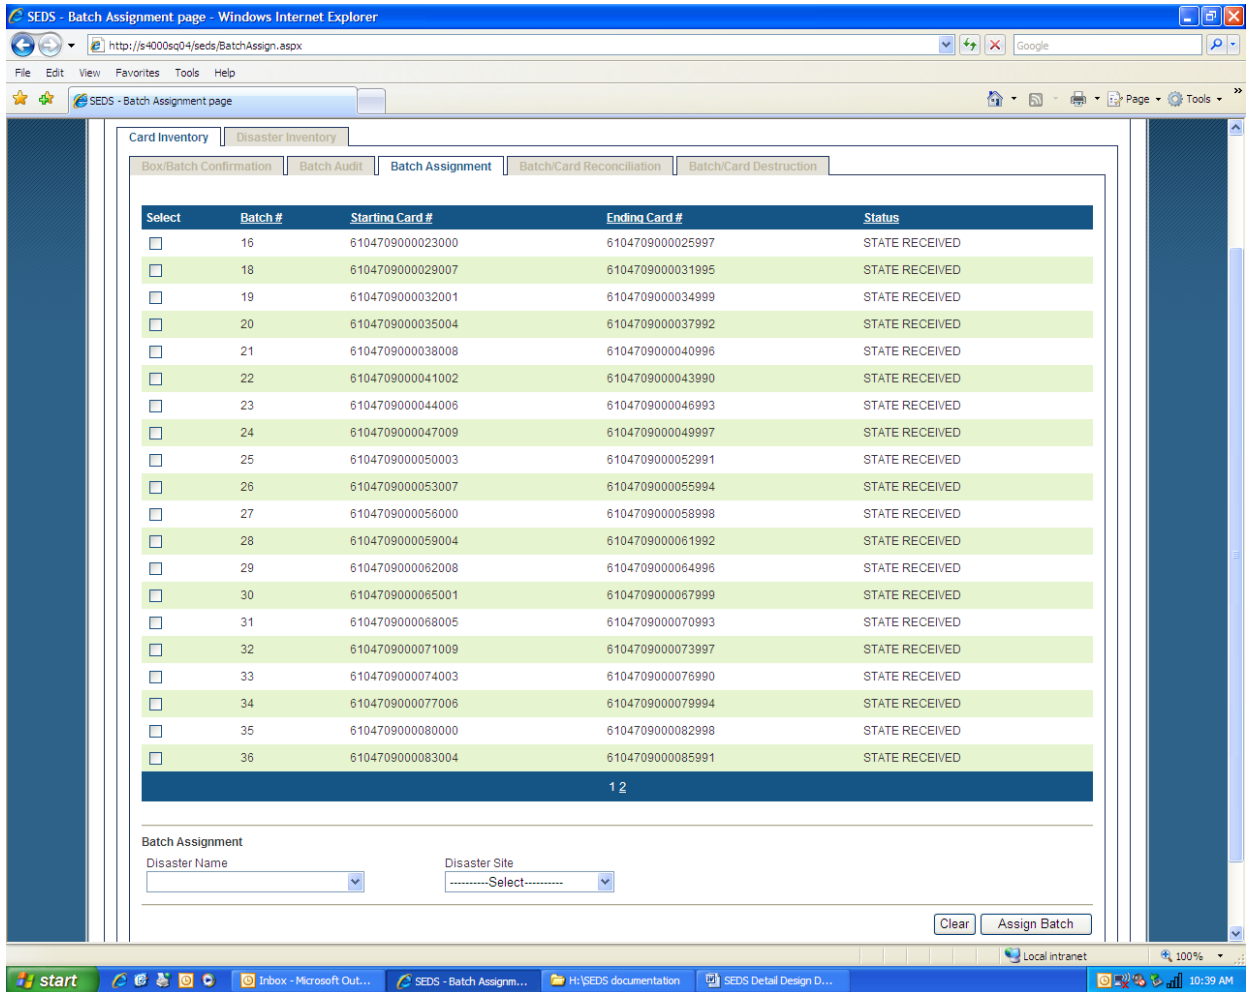 SEDS - Batch Assignment page - Windows Internet Explorer
http://s4000sq04/seds/BatchAssign.aspx
Google
File Edit View Favorites Tools Help
SEDS - Batch Assignment page
Page Tools »
Card Inventory Disaster Inventory
Box/Batch Confirmation Batch Audit Batch Assignment Batch/Card Reconciliation Batch/Card Destruction
Select Batch # Starting Card # Ending Card # Status
16 6104709000023000 6104709000025997 STATE RECEIVED
18 6104709000029007 6104709000031995 STATE RECEIVED
19 6104709000032001 6104709000034999 STATE RECEIVED
20 6104709000035004 6104709000037992 STATE RECEIVED
21 6104709000038008 6104709000040996 STATE RECEIVED
22 6104709000041002 6104709000043990 STATE RECEIVED
23 6104709000044006 6104709000046993 STATE RECEIVED
24 6104709000047009 6104709000049997 STATE RECEIVED
25 6104709000050003 6104709000052991 STATE RECEIVED
26 6104709000053007 6104709000055994 STATE RECEIVED
27 6104709000056000 6104709000058998 STATE RECEIVED
28 6104709000059004 6104709000061992 STATE RECEIVED
29 6104709000062008 6104709000064996 STATE RECEIVED
30 6104709000065001 6104709000067999 STATE RECEIVED
31 6104709000068005 6104709000070993 STATE RECEIVED
32 6104709000071009 6104709000073997 STATE RECEIVED
33 6104709000074003 6104709000076990 STATE RECEIVED
34 6104709000077006 6104709000079994 STATE RECEIVED
35 6104709000080000 6104709000082998 STATE RECEIVED
36 6104709000083004 6104709000085991 STATE RECEIVED
1 2
Batch Assignment
Disaster Name Disaster Site
----------Select----------
Clear Assign Batch
Local intranet 100%
start Inbox - Microsoft Out... SEDS - Batch Assignm... H:\SEDS documentation SEDS Detail Design D... 10:39 AM